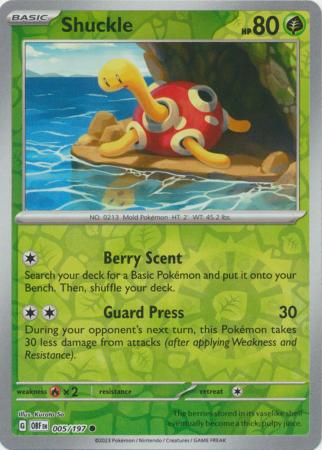 BASIC
Shuckle HP 80
NO. 0213 Mold Pokémon HT: 2' WT: 45.2 lbs.
Berry Scent
Search your deck for a Basic Pokémon and put it onto your
Bench. Then, shuffle your deck.
Guard Press 30
During your opponent's next turn, this Pokémon takes
30 less damage from attacks (after applying Weakness and
Resistance).
weakness ×2 resistance retreat
Illus. Kurata So
G OBF EN 005/197
The berries stored in its vaselike shell
eventually become a thick, pulpy juice.
©2023 Pokémon / Nintendo / Creatures / GAME FREAK